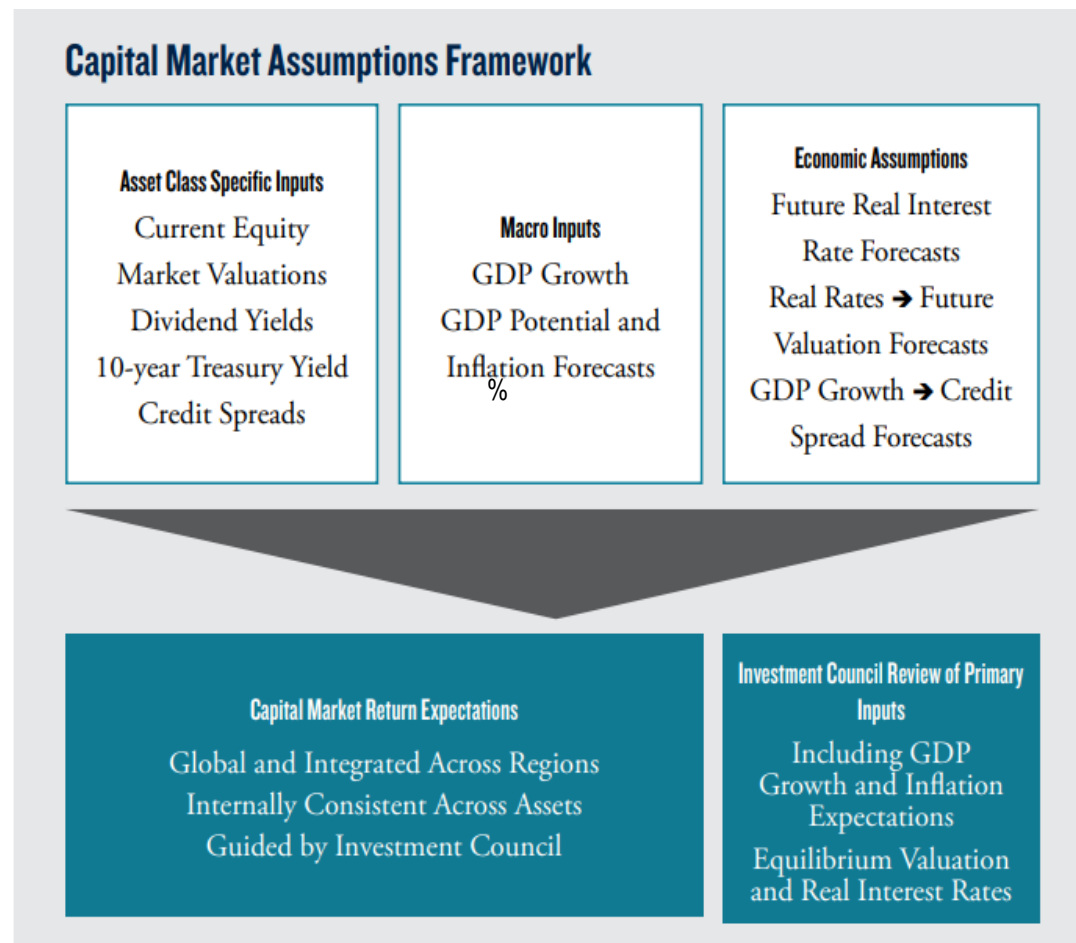 Capital Market Assumptions Framework
Asset Class Specific Inputs
Current Equity
Market Valuations
Dividend Yields
10-year Treasury Yield
Credit Spreads
Macro Inputs
GDP Growth
GDP Potential and
Inflation Forecasts
%
Economic Assumptions
Future Real Interest
Rate Forecasts
Real Rates ➔ Future
Valuation Forecasts
GDP Growth ➔ Credit
Spread Forecasts
Capital Market Return Expectations
Global and Integrated Across Regions
Internally Consistent Across Assets
Guided by Investment Council
Investment Council Review of Primary
Inputs
Including GDP
Growth and Inflation
Expectations
Equilibrium Valuation
and Real Interest Rates